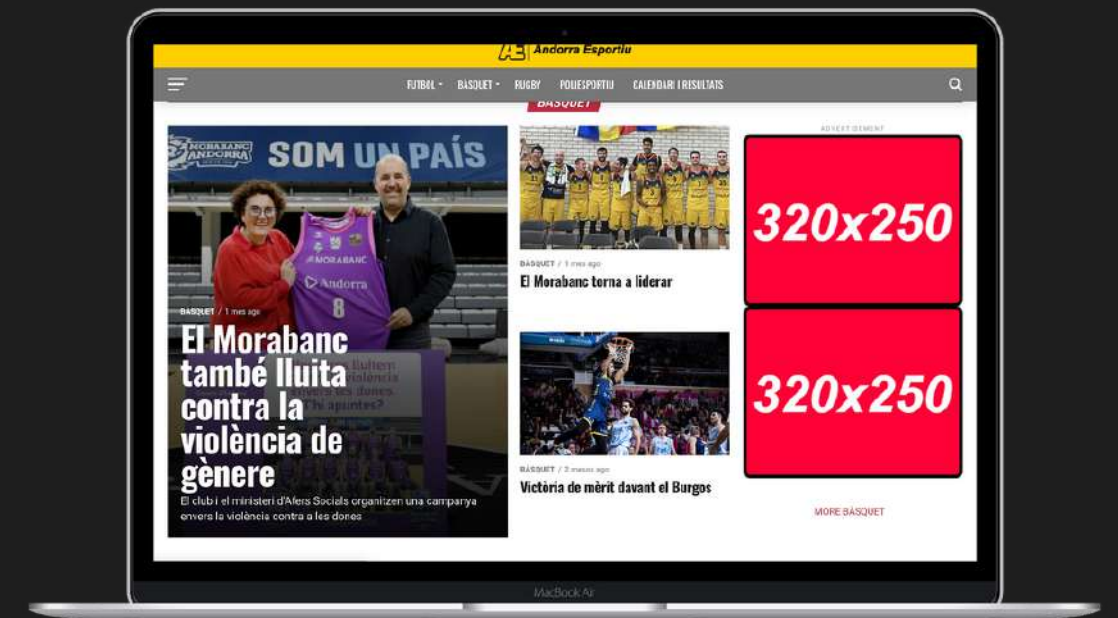 Æ Andorra Esportiu
FUTBOL BÀSQUET RUGBY POLIESPORTIU CALENDARI I RESULTATS
BÀSQUET
ADVERTISEMENT
MORABANC
ANDORRA
SOM UN PAÍS
MORABANC
Andorra
8
BÀSQUET / 1 mes ago
El Morabanc
també lluita
contra la
violència de
gènere
El club i el ministeri d'Afers Socials organitzen una campanya
envers la violència contra a les dones
BÀSQUET / 1 mes ago
El Morabanc torna a liderar
BÀSQUET / 2 mesos ago
Victòria de mèrit davant el Burgos
320x250
320x250
MORE BÀSQUET
MacBook Air